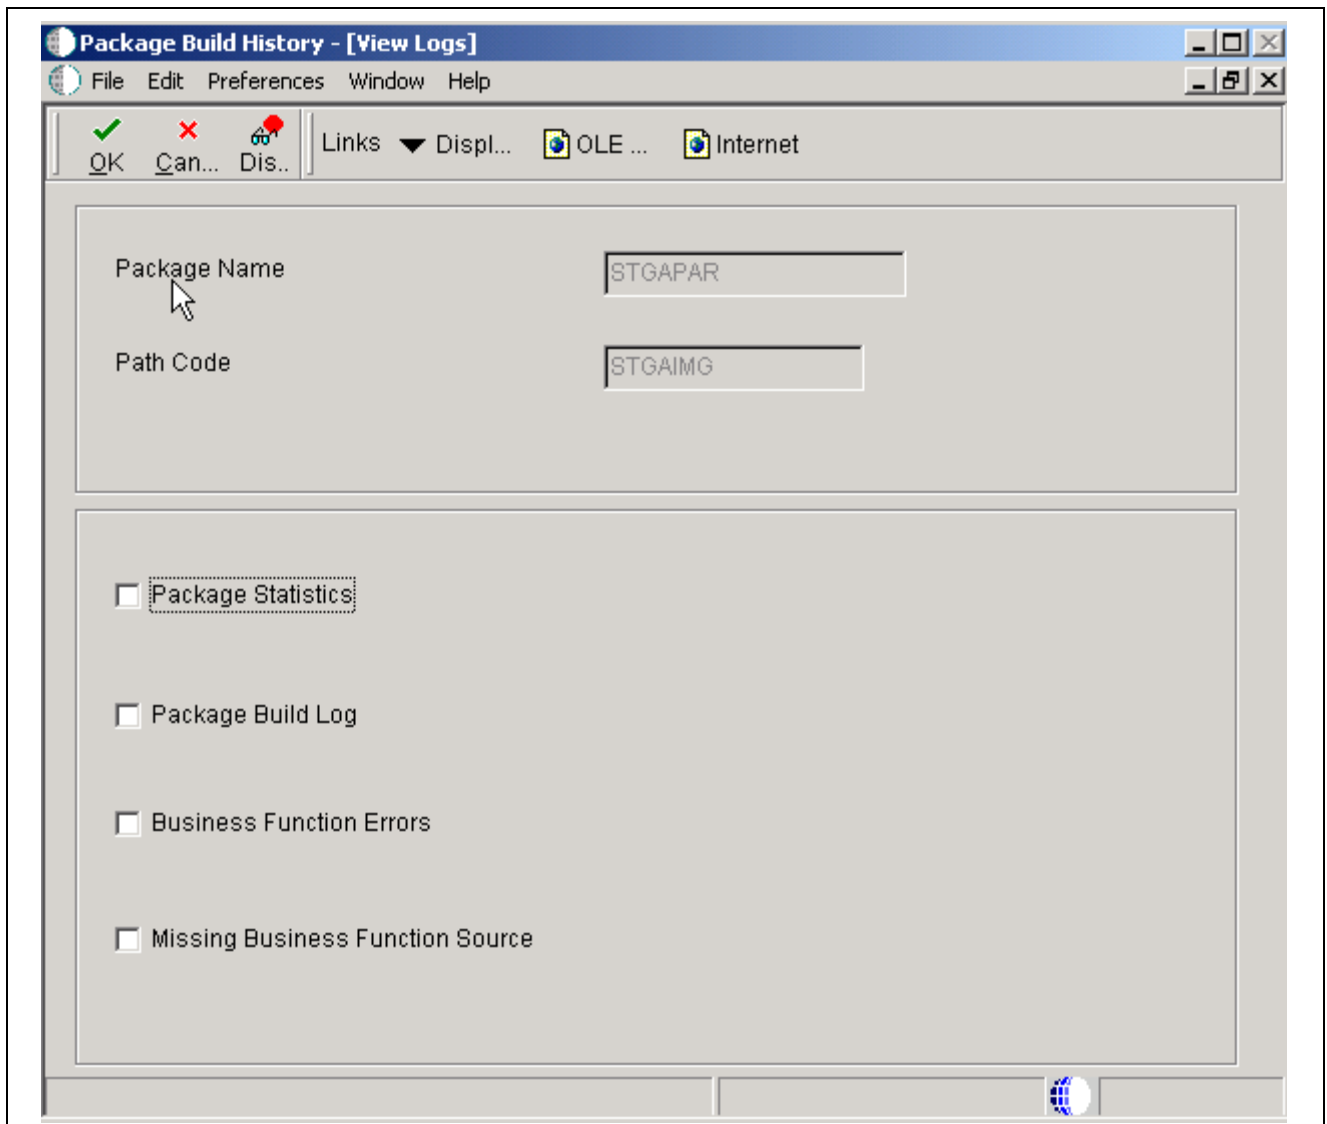 Package Build History - [View Logs]
File Edit Preferences Window Help
OK Can... Dis.. Links Displ... OLE ... Internet
Package Name STGAPAR
Path Code STGAIMG
Package Statistics
Package Build Log
Business Function Errors
Missing Business Function Source